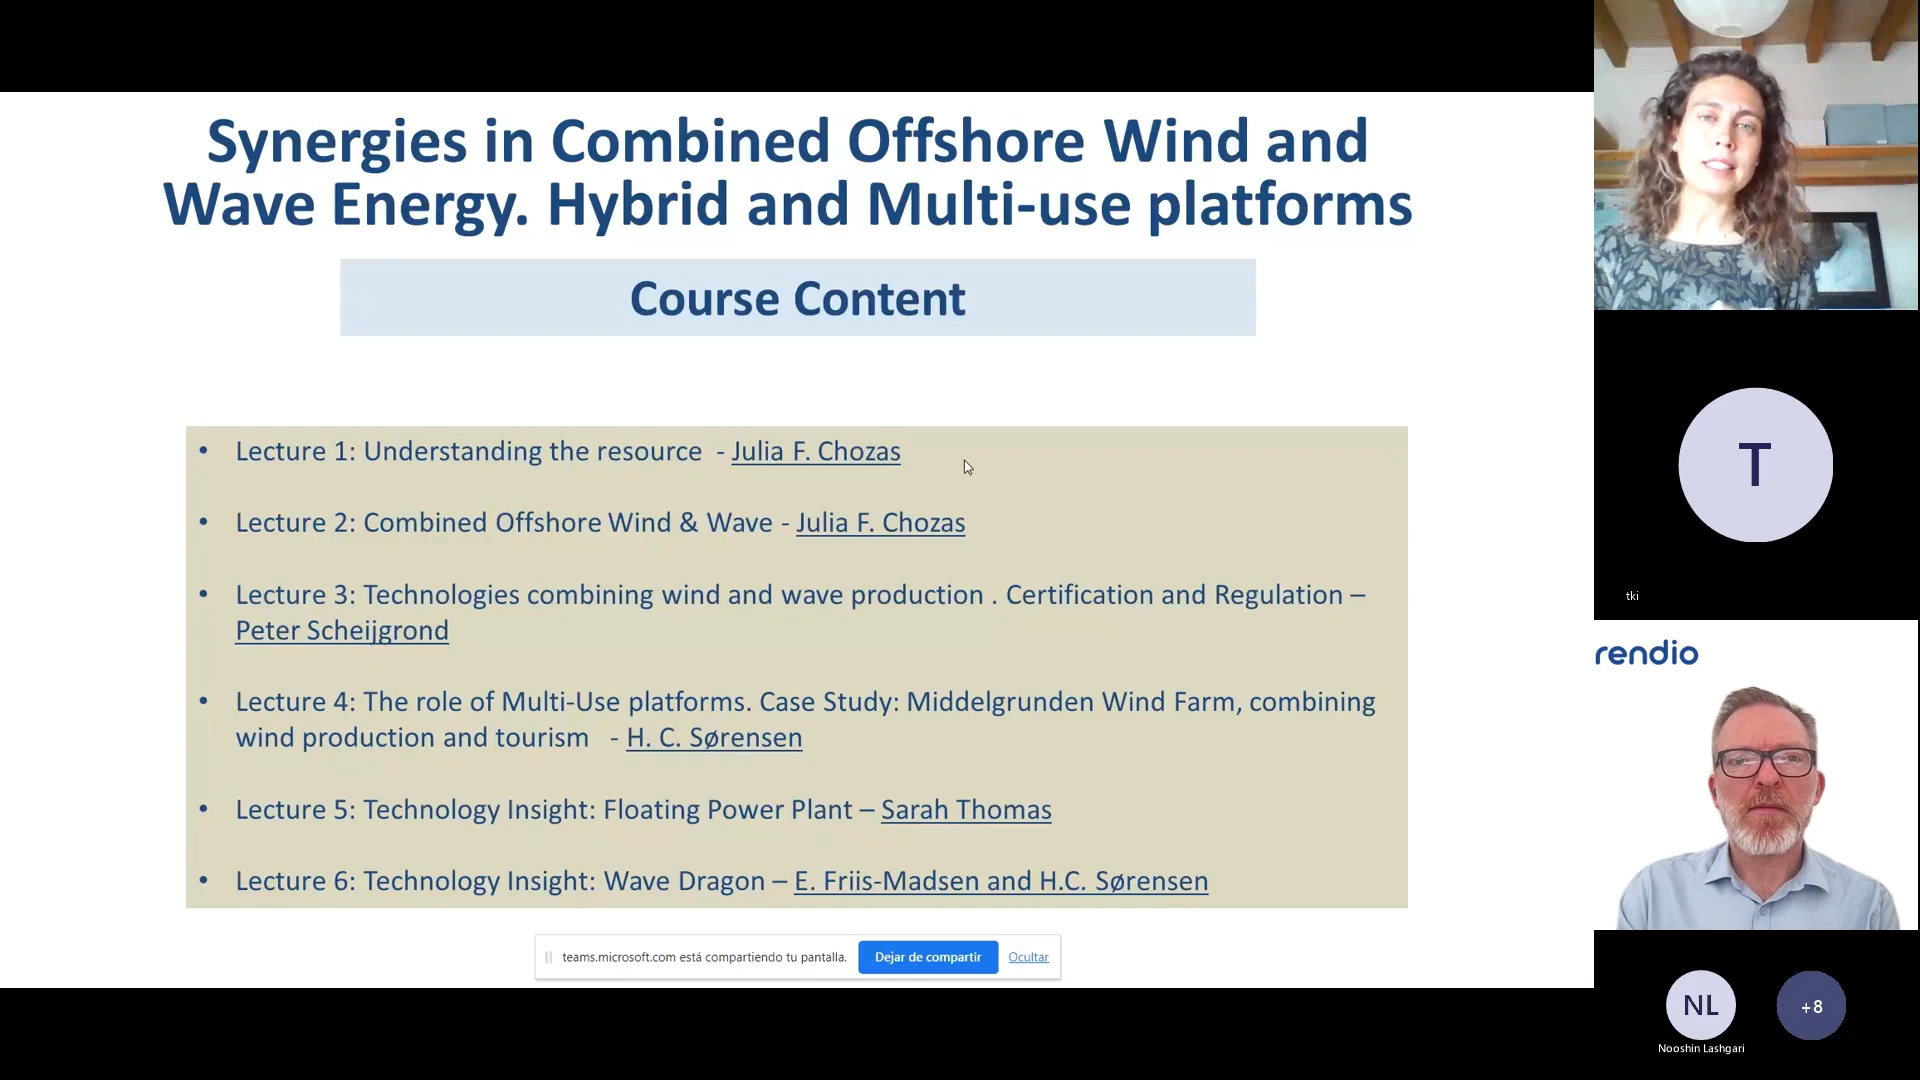 Synergies in Combined Offshore Wind and
Wave Energy. Hybrid and Multi-use platforms
Course Content
• Lecture 1: Understanding the resource - Julia F. Chozas
• Lecture 2: Combined Offshore Wind & Wave - Julia F. Chozas
• Lecture 3: Technologies combining wind and wave production . Certification and Regulation –
Peter Scheijgrond
• Lecture 4: The role of Multi-Use platforms. Case Study: Middelgrunden Wind Farm, combining
wind production and tourism - H. C. Sørensen
• Lecture 5: Technology Insight: Floating Power Plant – Sarah Thomas
• Lecture 6: Technology Insight: Wave Dragon – E. Friis-Madsen and H.C. Sørensen
teams.microsoft.com está compartiendo tu pantalla. Dejar de compartir Ocultar
T
tki
rendio
NL
+8
Nooshin Lashgari